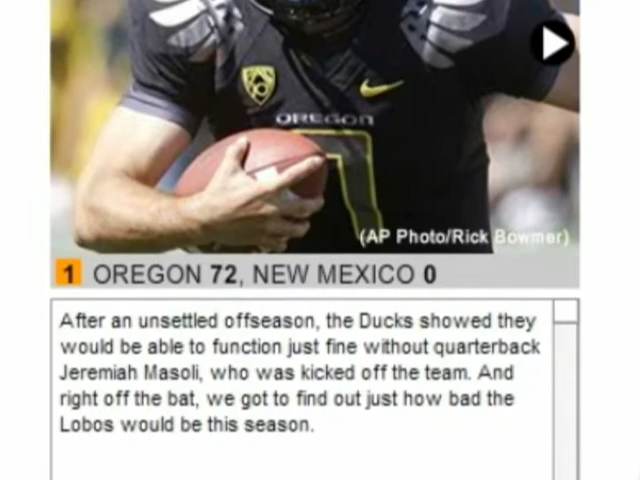 OREGON
7
(AP Photo/Rick Bowmer)
1 OREGON 72, NEW MEXICO 0
After an unsettled offseason, the Ducks showed they
would be able to function just fine without quarterback
Jeremiah Masoli, who was kicked off the team. And
right off the bat, we got to find out just how bad the
Lobos would be this season.